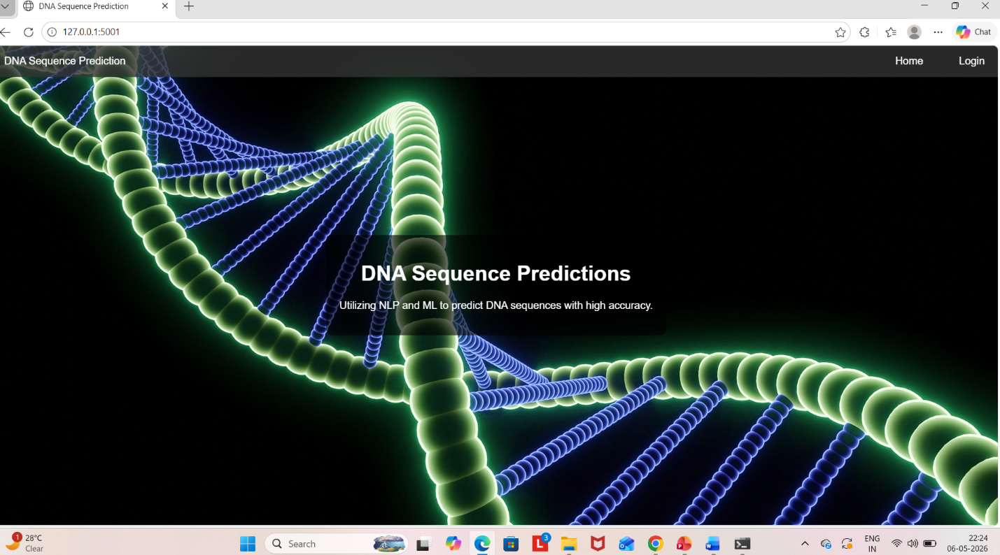 DNA Sequence Prediction
127.0.0.1:5001
Chat
DNA Sequence Prediction
Home
Login
DNA Sequence Predictions
Utilizing NLP and ML to predict DNA sequences with high accuracy.
1
28°C
Clear
Search
L
3
P
W
ENG
IN
22:24
06-05-2026